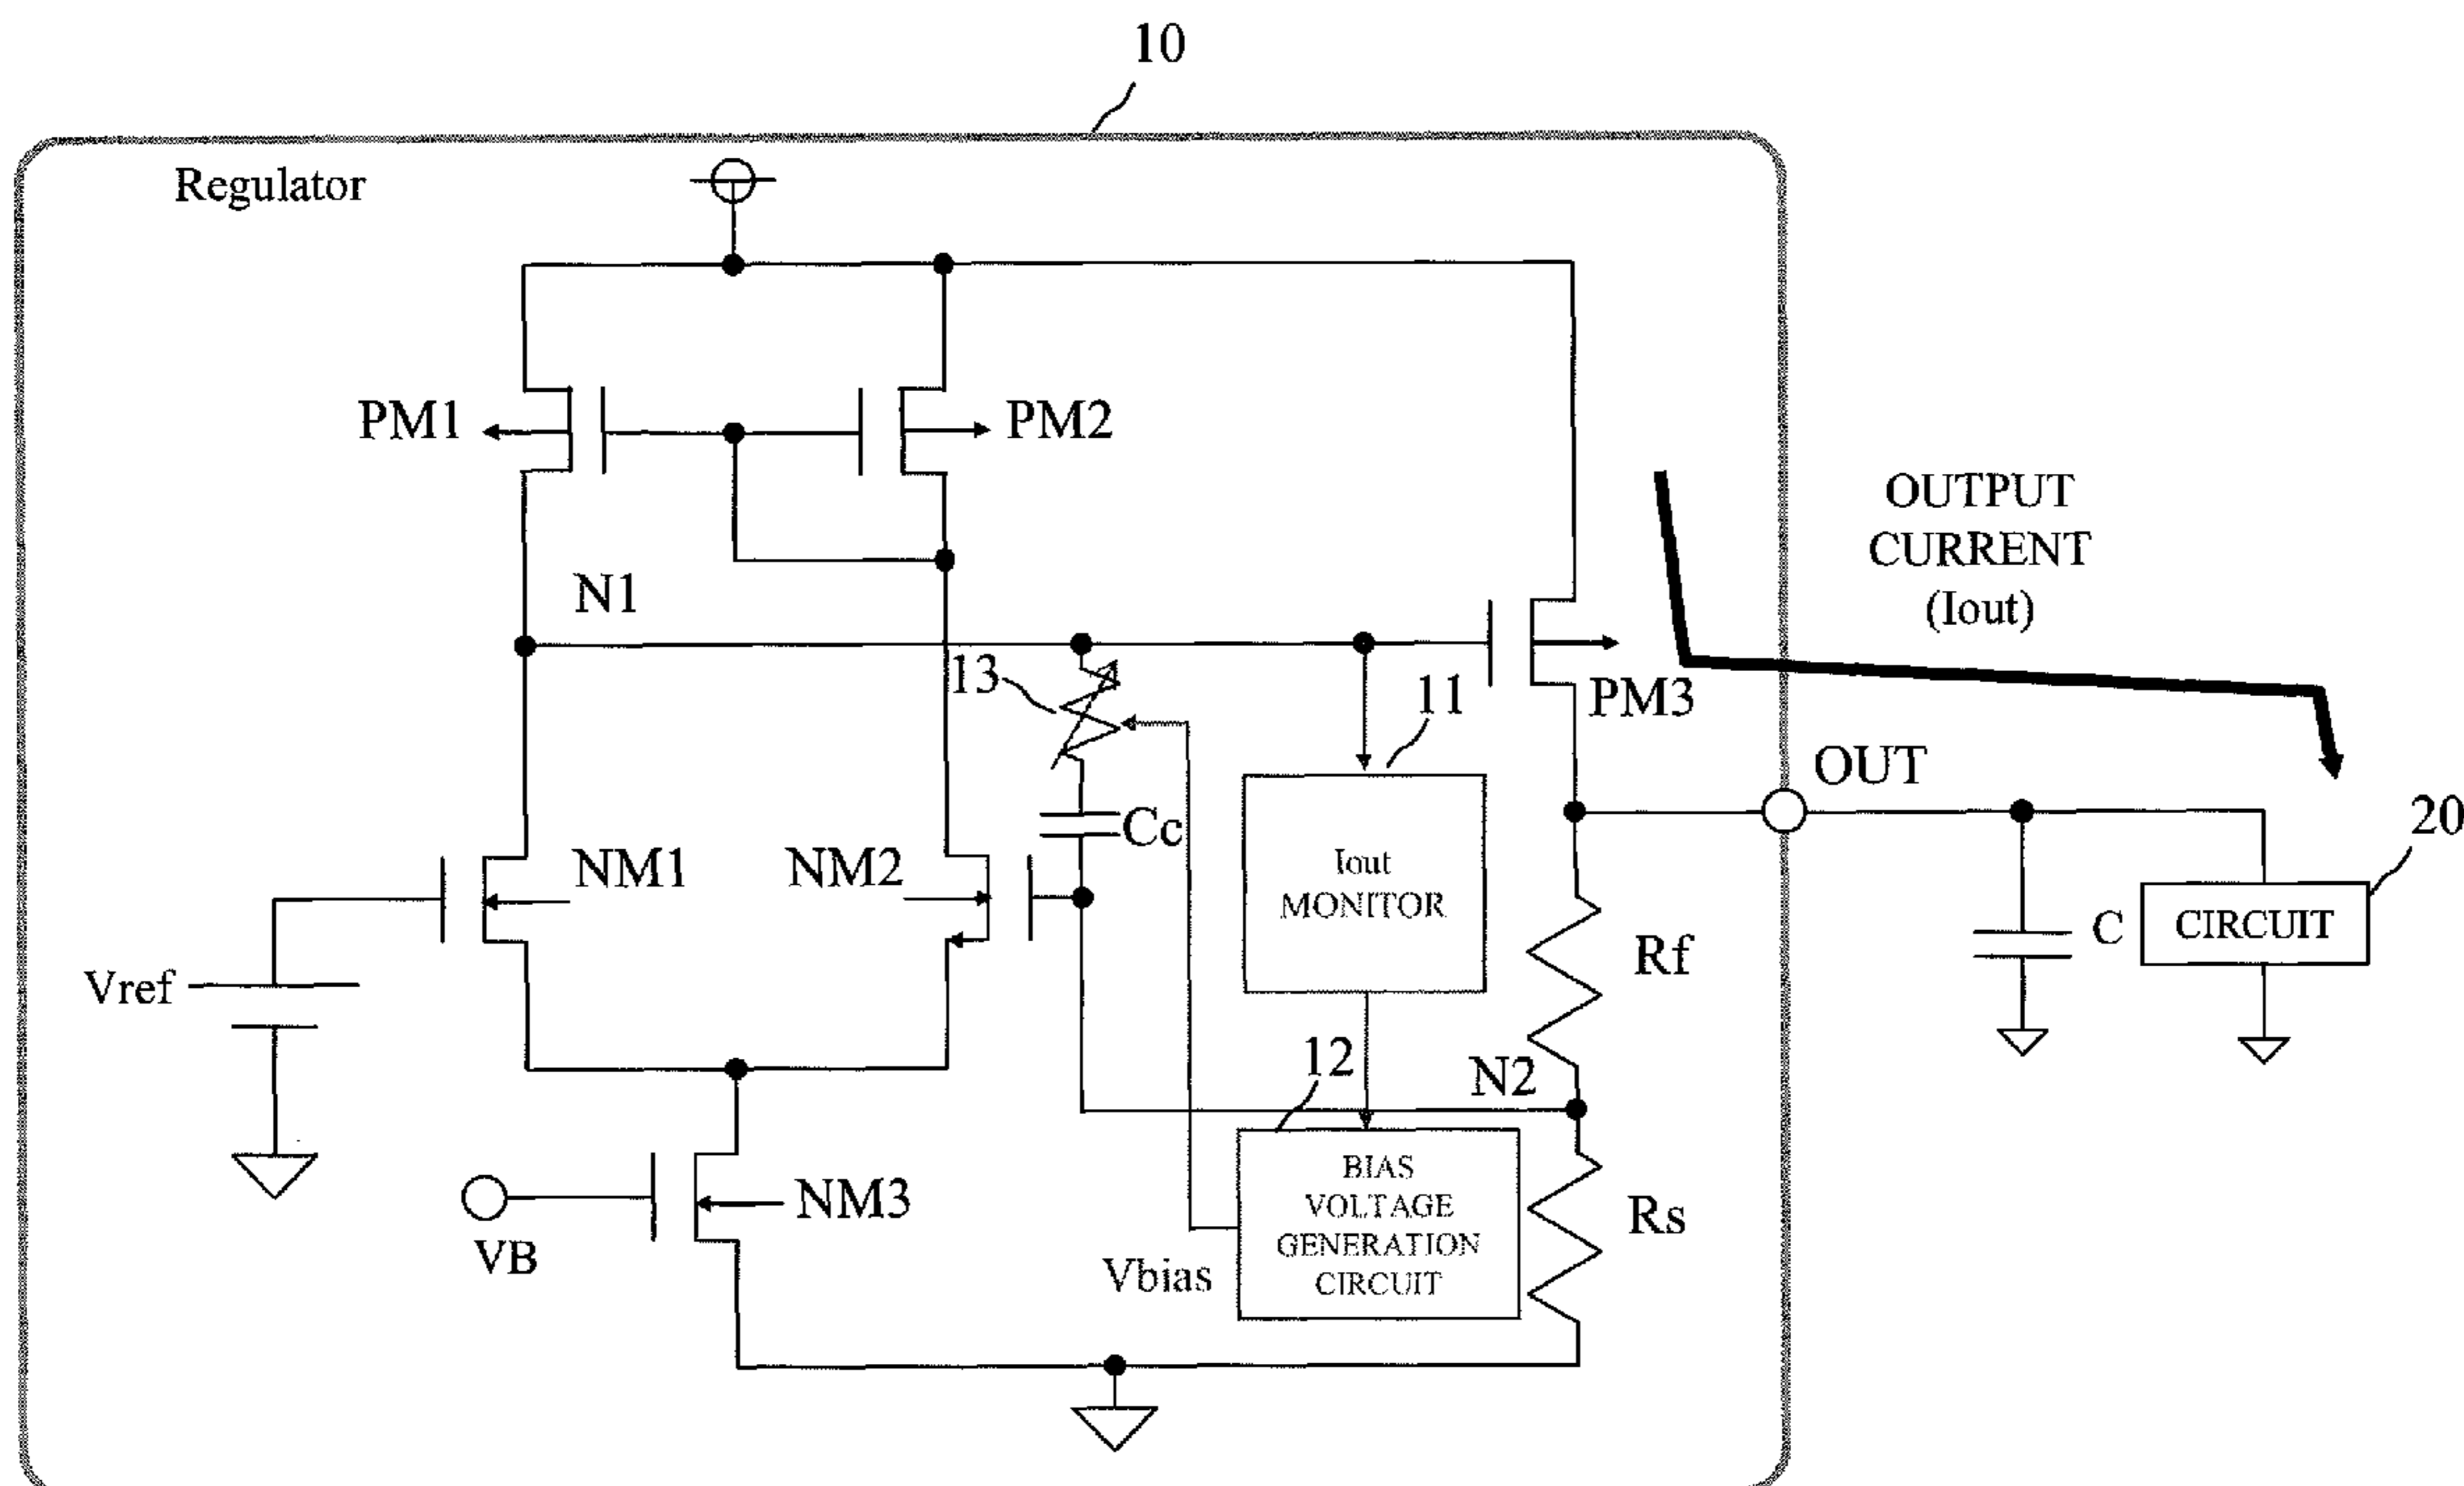 10
Regulator
PM1
PM2
OUTPUT
CURRENT
(Iout)
N1
13
11
PM3
OUT
20
Cc
NM1
NM2
Iout
MONITOR
Rf
C
CIRCUIT
Vref
12
N2
BIAS
VOLTAGE
GENERATION
CIRCUIT
Rs
NM3
VB
Vbias